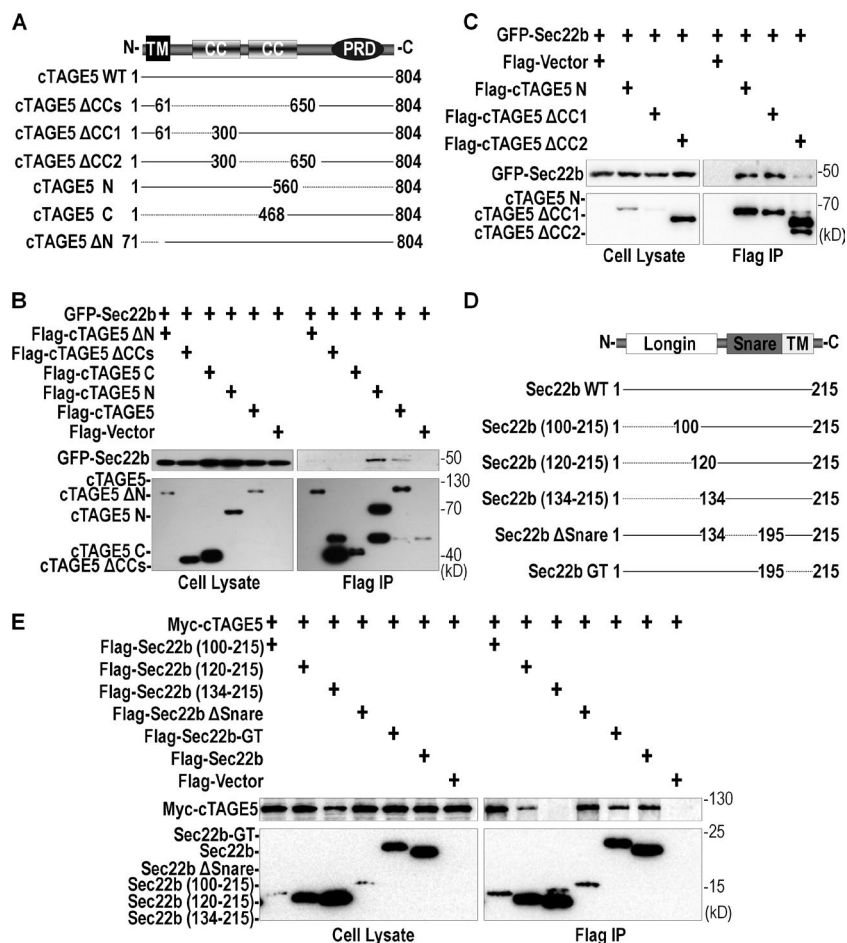 A
N- TM CC CC PRD -C
cTAGE5 WT 1 804
cTAGE5 ΔCCs 1 61 650 804
cTAGE5 ΔCC1 1 61 300 804
cTAGE5 ΔCC2 1 300 650 804
cTAGE5 N 1 560 804
cTAGE5 C 1 468 804
cTAGE5 ΔN 71 804
B
GFP-Sec22b + + + + + + + + + + + +
Flag-cTAGE5 ΔN + +
Flag-cTAGE5 ΔCCs + +
Flag-cTAGE5 C + +
Flag-cTAGE5 N + +
Flag-cTAGE5 + +
Flag-Vector + +
GFP-Sec22b -50
cTAGE5- -130
cTAGE5 ΔN-
cTAGE5 N- -70
cTAGE5 C- -40
cTAGE5 ΔCCs- (kD)
Cell Lysate Flag IP
C
GFP-Sec22b + + + + + + + +
Flag-Vector + +
Flag-cTAGE5 N + +
Flag-cTAGE5 ΔCC1 + +
Flag-cTAGE5 ΔCC2 + +
GFP-Sec22b -50
cTAGE5 N- -70
cTAGE5 ΔCC1-
cTAGE5 ΔCC2- (kD)
Cell Lysate Flag IP
D
N- Longin Snare TM -C
Sec22b WT 1 215
Sec22b (100-215) 1 100 215
Sec22b (120-215) 1 120 215
Sec22b (134-215) 1 134 215
Sec22b ΔSnare 1 134 195 215
Sec22b GT 1 195 215
E
Myc-cTAGE5 + + + + + + + + + + + + + +
Flag-Sec22b (100-215) + +
Flag-Sec22b (120-215) + +
Flag-Sec22b (134-215) + +
Flag-Sec22b ΔSnare + +
Flag-Sec22b-GT + +
Flag-Sec22b + +
Flag-Vector + +
Myc-cTAGE5 -130
Sec22b-GT- -25
Sec22b-
Sec22b ΔSnare-
Sec22b (100-215)- -15
Sec22b (120-215)-
Sec22b (134-215)- (kD)
Cell Lysate Flag IP